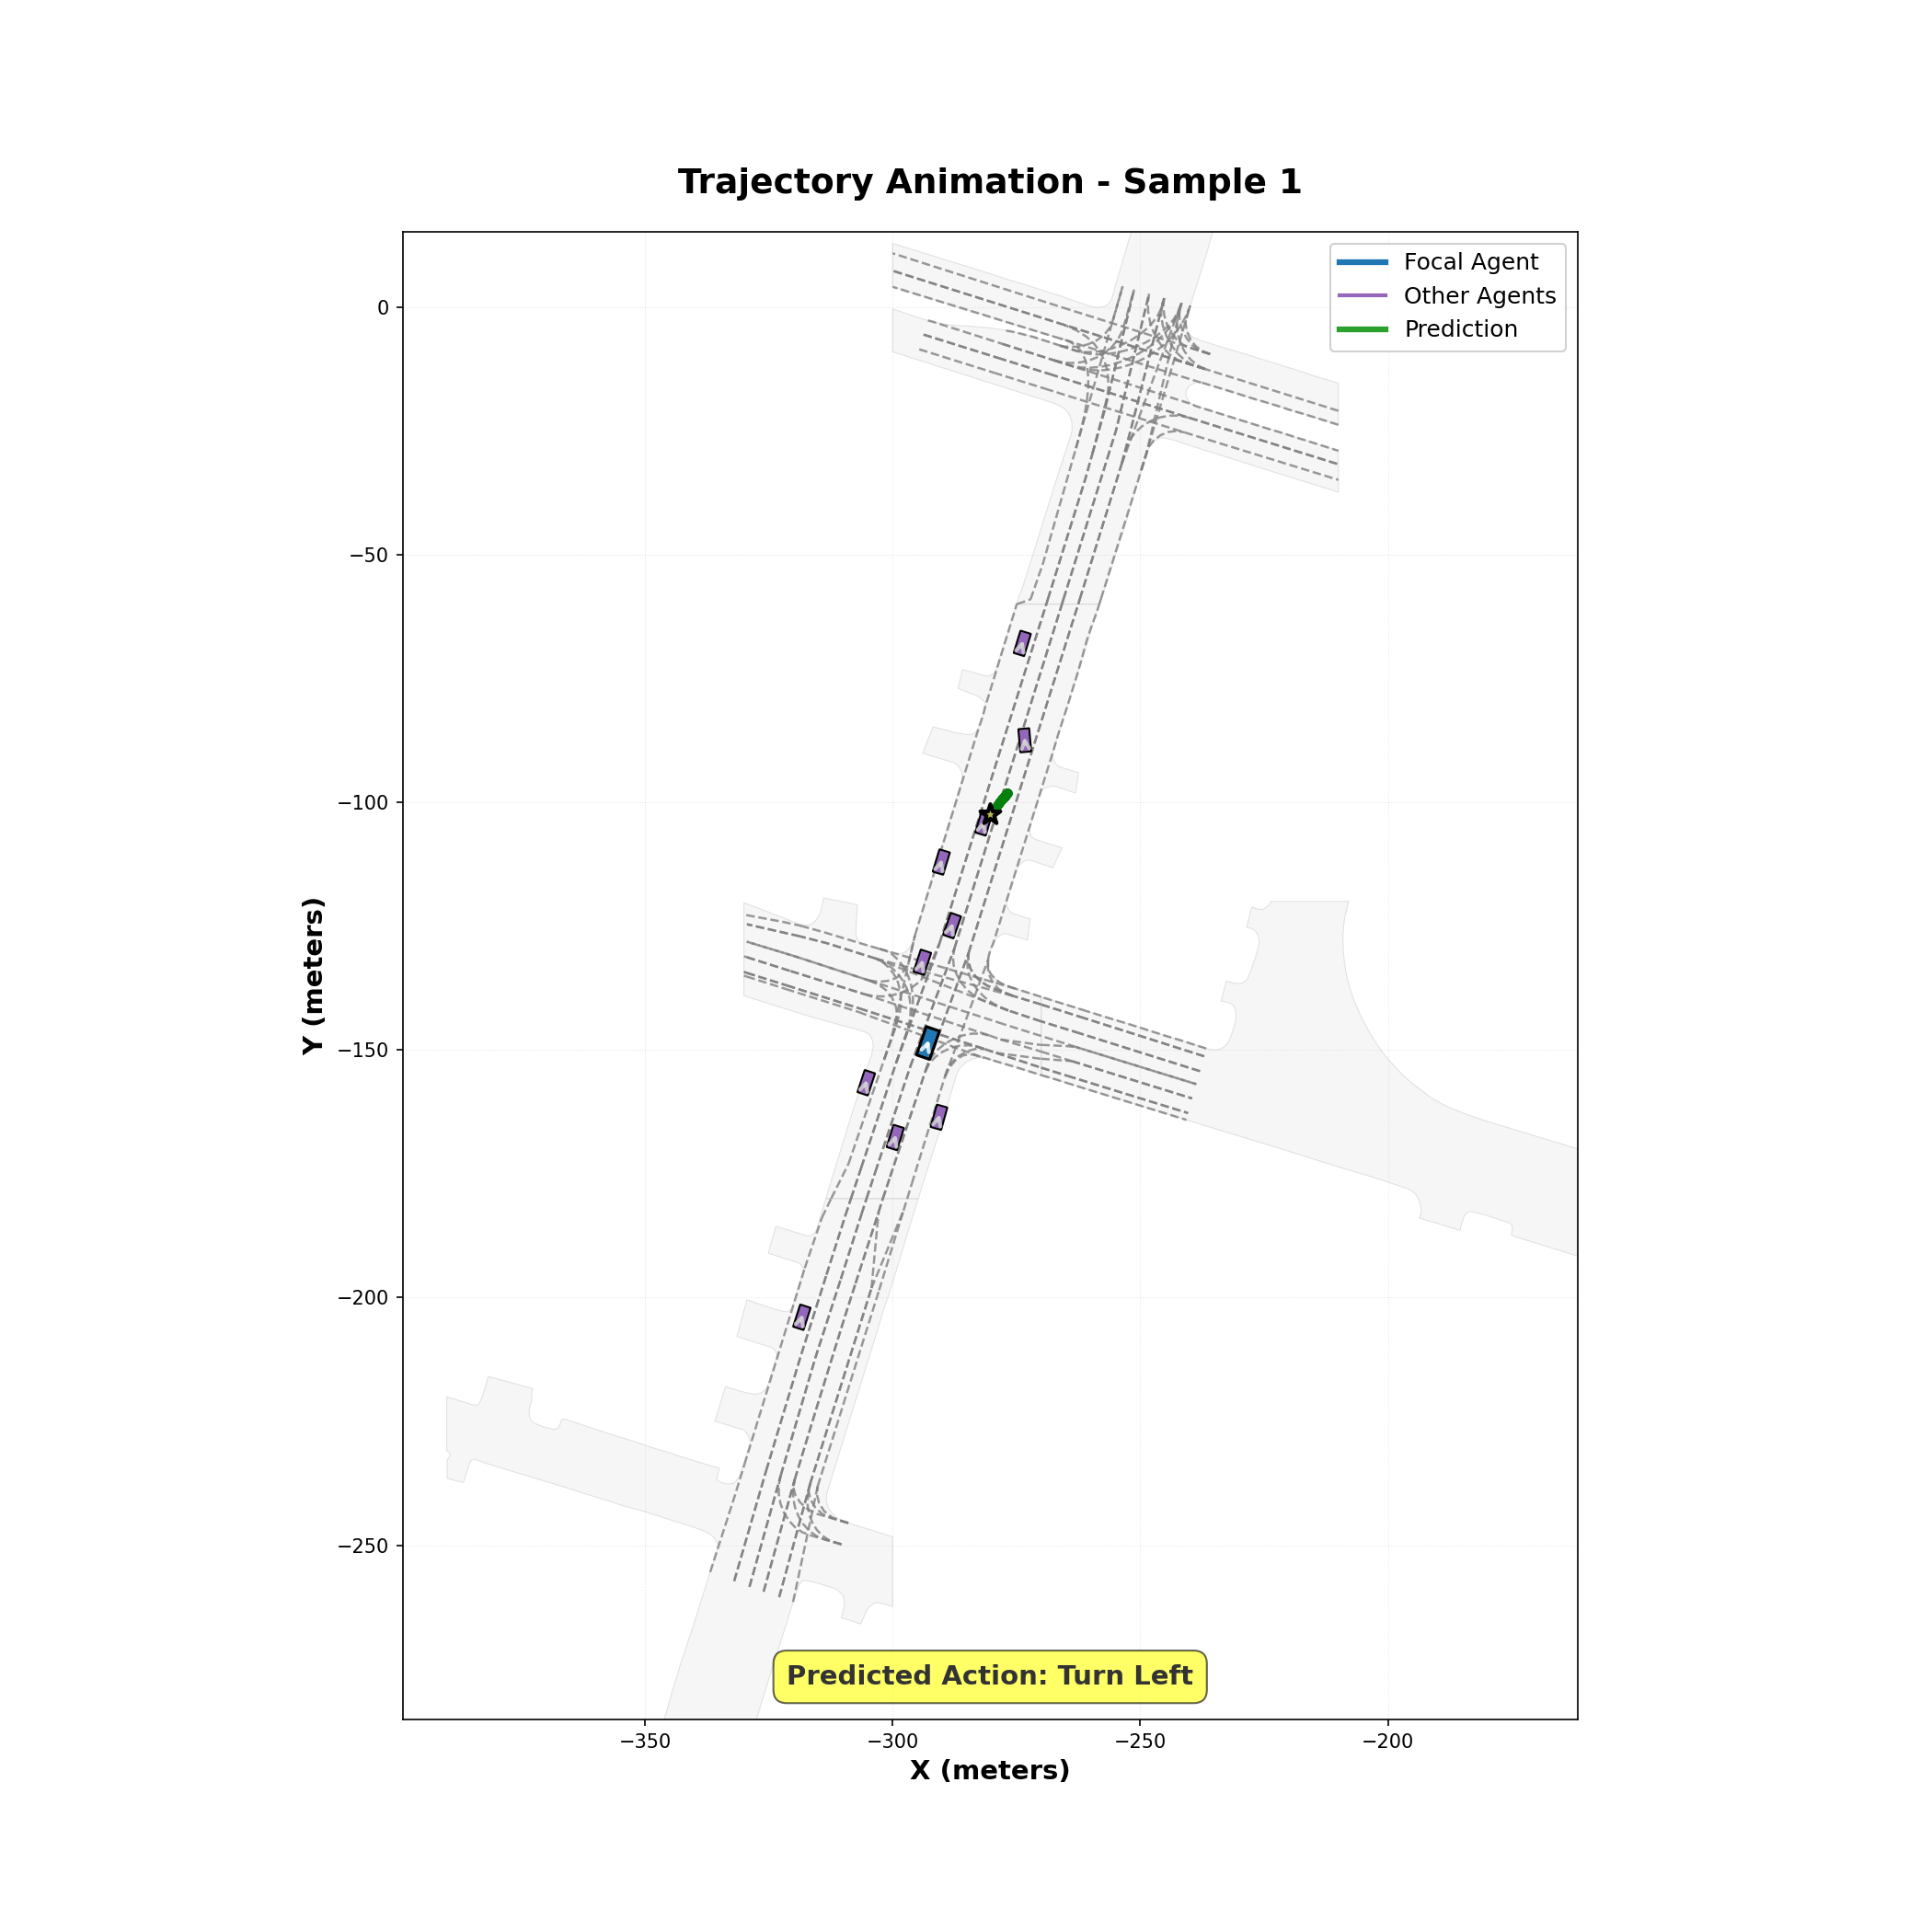 Trajectory Animation - Sample 1
Focal Agent
Other Agents
Prediction
0
−50
−100
−150
−200
−250
Y (meters)
Predicted Action: Turn Left
−350
−300
−250
−200
X (meters)